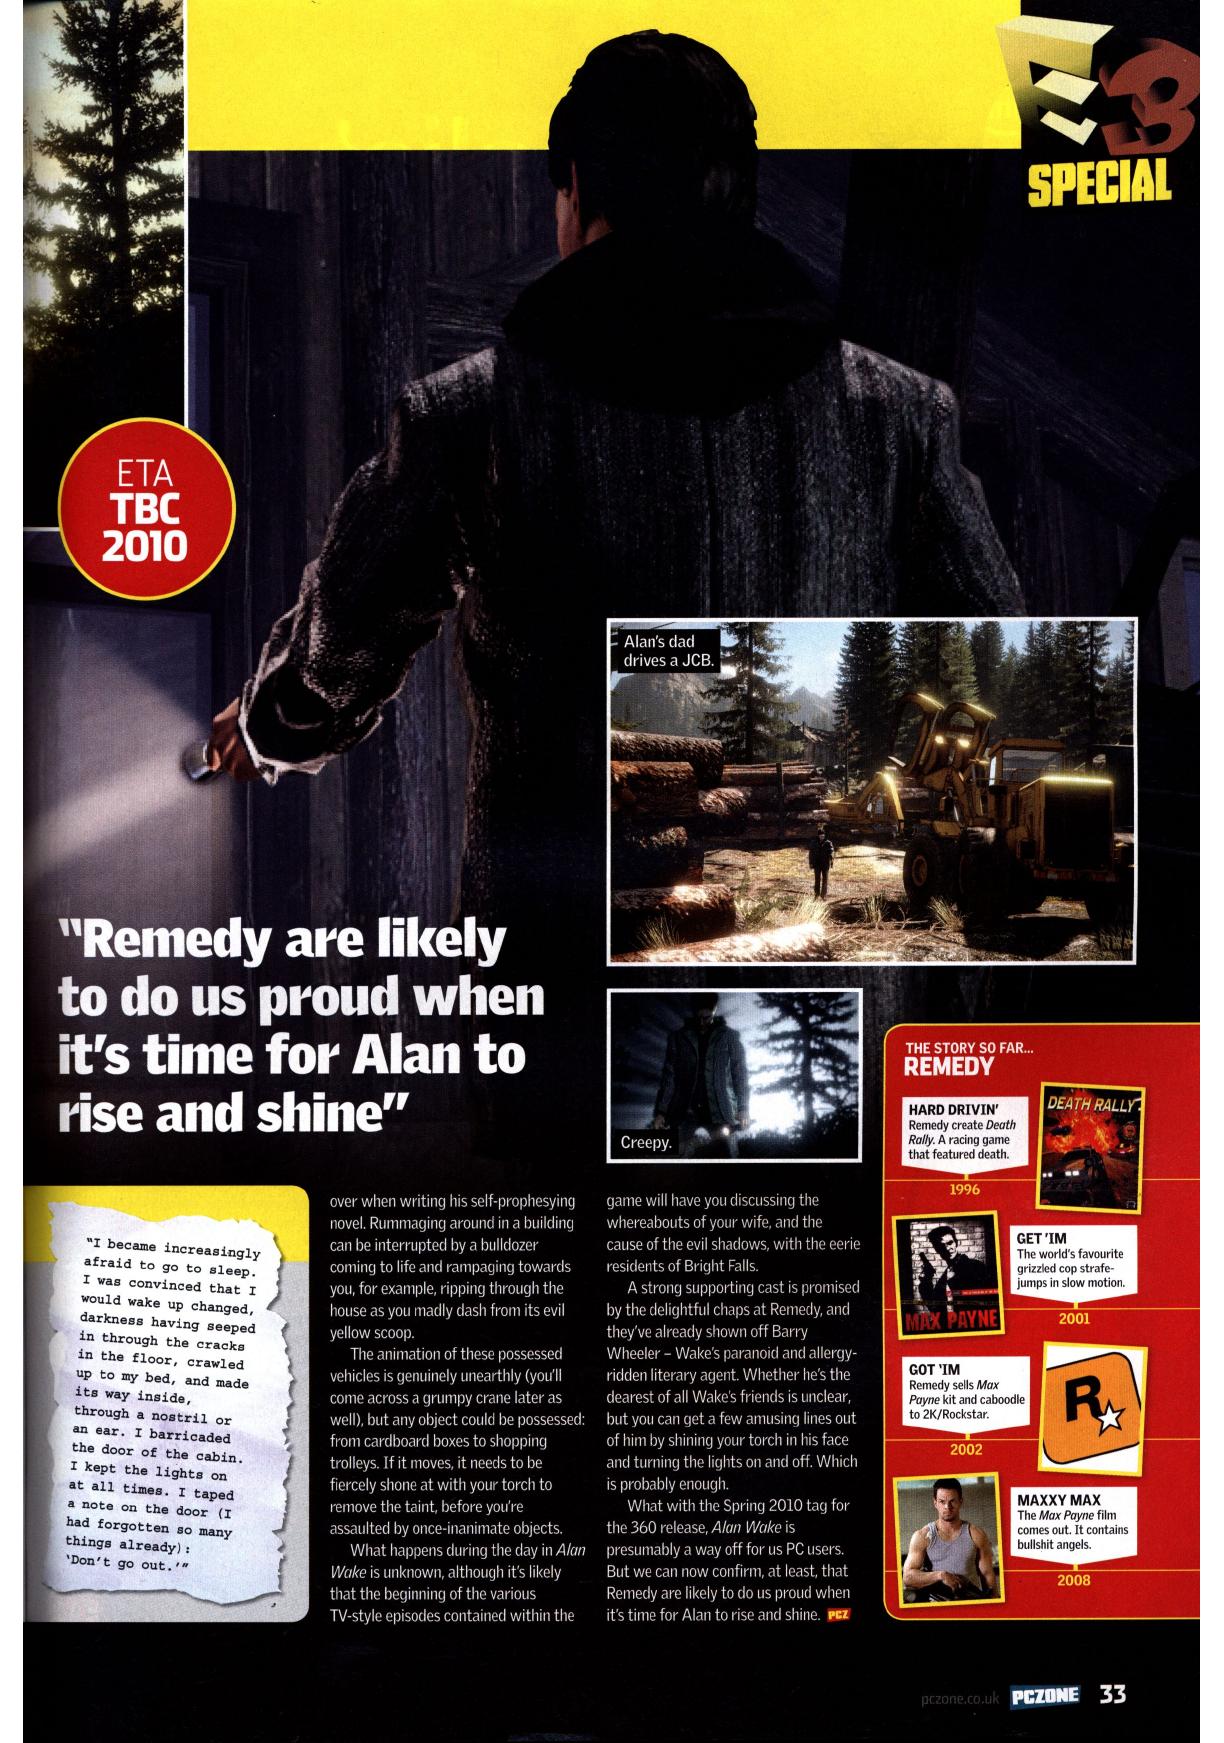 E3
SPECIAL
ETA
TBC
2010
Alan's dad
drives a JCB.
"Remedy are likely
to do us proud when
it's time for Alan to
rise and shine"
Creepy.
"I became increasingly
afraid to go to sleep.
I was convinced that I
would wake up changed,
darkness having seeped
in through the cracks
in the floor, crawled
up to my bed, and made
its way inside,
through a nostril or
an ear. I barricaded
the door of the cabin.
I kept the lights on
at all times. I taped
a note on the door (I
had forgotten so many
things already):
'Don't go out.'"
over when writing his self-prophesying
novel. Rummaging around in a building
can be interrupted by a bulldozer
coming to life and rampaging towards
you, for example, ripping through the
house as you madly dash from its evil
yellow scoop.
The animation of these possessed
vehicles is genuinely unearthly (you'll
come across a grumpy crane later as
well), but any object could be possessed:
from cardboard boxes to shopping
trolleys. If it moves, it needs to be
fiercely shone at with your torch to
remove the taint, before you're
assaulted by once-inanimate objects.
What happens during the day in Alan
Wake is unknown, although it's likely
that the beginning of the various
TV-style episodes contained within the
game will have you discussing the
whereabouts of your wife, and the
cause of the evil shadows, with the eerie
residents of Bright Falls.
A strong supporting cast is promised
by the delightful chaps at Remedy, and
they've already shown off Barry
Wheeler – Wake's paranoid and allergy-
ridden literary agent. Whether he's the
dearest of all Wake's friends is unclear,
but you can get a few amusing lines out
of him by shining your torch in his face
and turning the lights on and off. Which
is probably enough.
What with the Spring 2010 tag for
the 360 release, Alan Wake is
presumably a way off for us PC users.
But we can now confirm, at least, that
Remedy are likely to do us proud when
it's time for Alan to rise and shine. PCZ
THE STORY SO FAR...
REMEDY
HARD DRIVIN'
Remedy create Death
Rally. A racing game
that featured death.
1996
DEATH RALLY
GET 'IM
The world's favourite
grizzled cop strafe-
jumps in slow motion.
2001
MAX PAYNE
GOT 'IM
Remedy sells Max
Payne kit and caboodle
to 2K/Rockstar.
2002
R
MAXXY MAX
The Max Payne film
comes out. It contains
bullshit angels.
2008
pczone.co.uk PCZONE 33